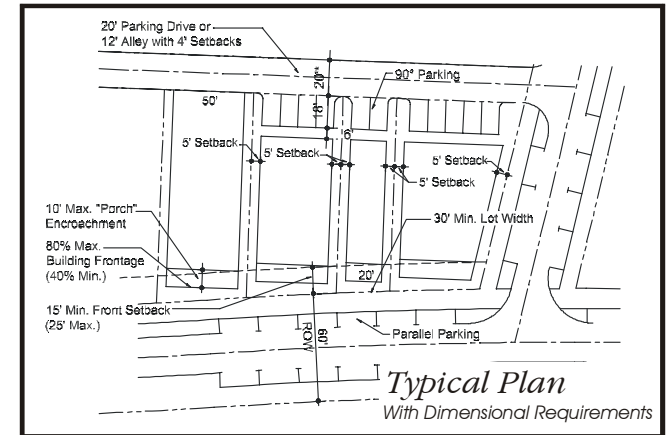 20' Parking Drive or
12' Alley with 4' Setbacks
20'
90° Parking
50'
18'
6'
5' Setback
5' Setback
5' Setback
5' Setback
10' Max. "Porch"
Encroachment
30' Min. Lot Width
80% Max.
Building Frontage
(40% Min.)
20'
15' Min. Front Setback
(25' Max.)
60'
ROW
Parallel Parking
Typical Plan
With Dimensional Requirements